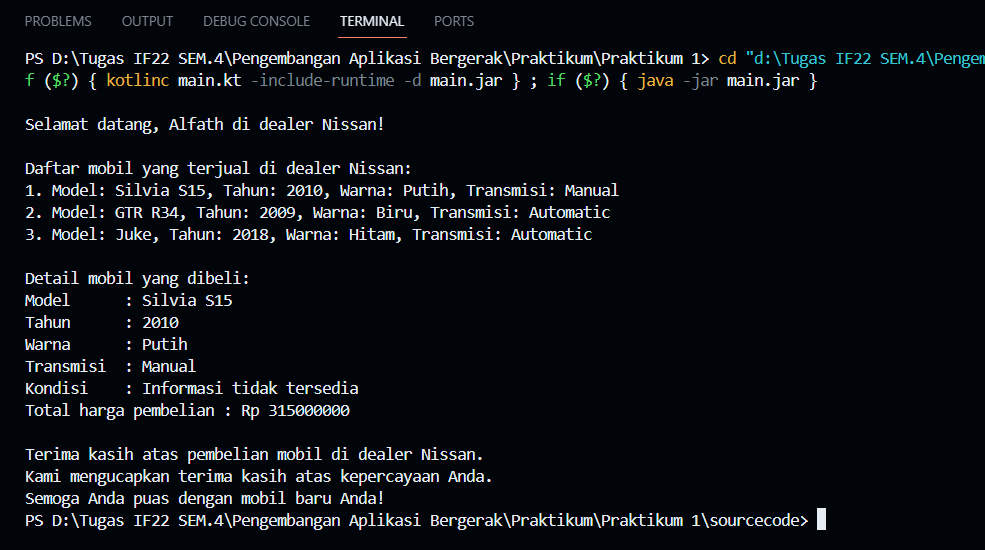 PROBLEMS OUTPUT DEBUG CONSOLE TERMINAL PORTS
PS D:\Tugas IF22 SEM.4\Pengembangan Aplikasi Bergerak\Praktikum\Praktikum 1> cd "d:\Tugas IF22 SEM.4\Pengem
f ($?) { kotlinc main.kt -include-runtime -d main.jar } ; if ($?) { java -jar main.jar }
Selamat datang, Alfath di dealer Nissan!
Daftar mobil yang terjual di dealer Nissan:
1. Model: Silvia S15, Tahun: 2010, Warna: Putih, Transmisi: Manual
2. Model: GTR R34, Tahun: 2009, Warna: Biru, Transmisi: Automatic
3. Model: Juke, Tahun: 2018, Warna: Hitam, Transmisi: Automatic
Detail mobil yang dibeli:
Model : Silvia S15
Tahun : 2010
Warna : Putih
Transmisi : Manual
Kondisi : Informasi tidak tersedia
Total harga pembelian : Rp 315000000
Terima kasih atas pembelian mobil di dealer Nissan.
Kami mengucapkan terima kasih atas kepercayaan Anda.
Semoga Anda puas dengan mobil baru Anda!
PS D:\Tugas IF22 SEM.4\Pengembangan Aplikasi Bergerak\Praktikum\Praktikum 1\sourcecode>